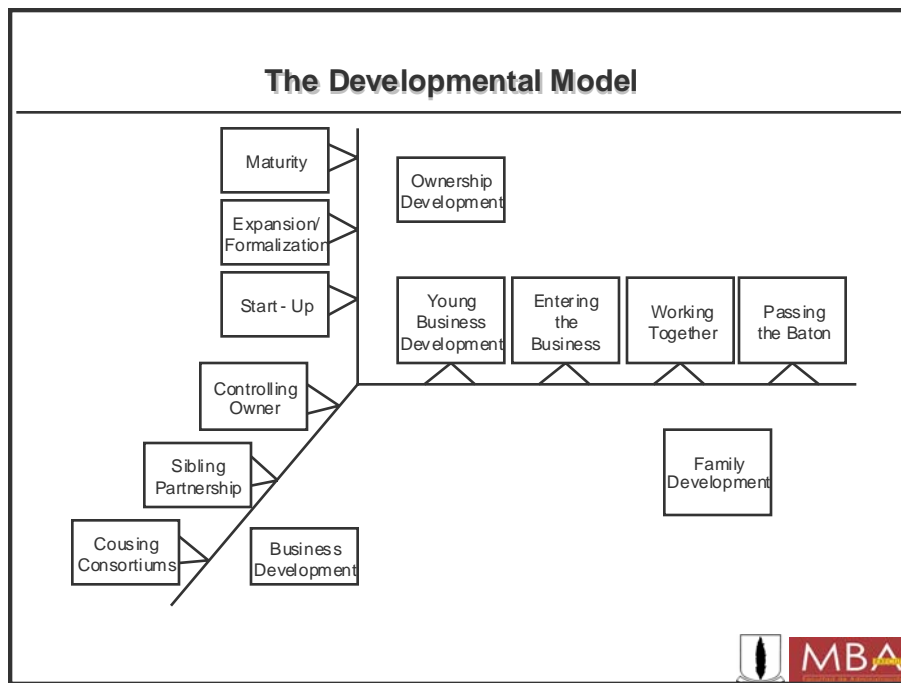 The Developmental Model
Maturity
Ownership
Development
Expansion/
Formalization
Start - Up
Young
Business
Development
Entering
the
Business
Working
Together
Passing
the Baton
Controlling
Owner
Sibling
Partnership
Family
Development
Cousing
Consortiums
Business
Development
MBA